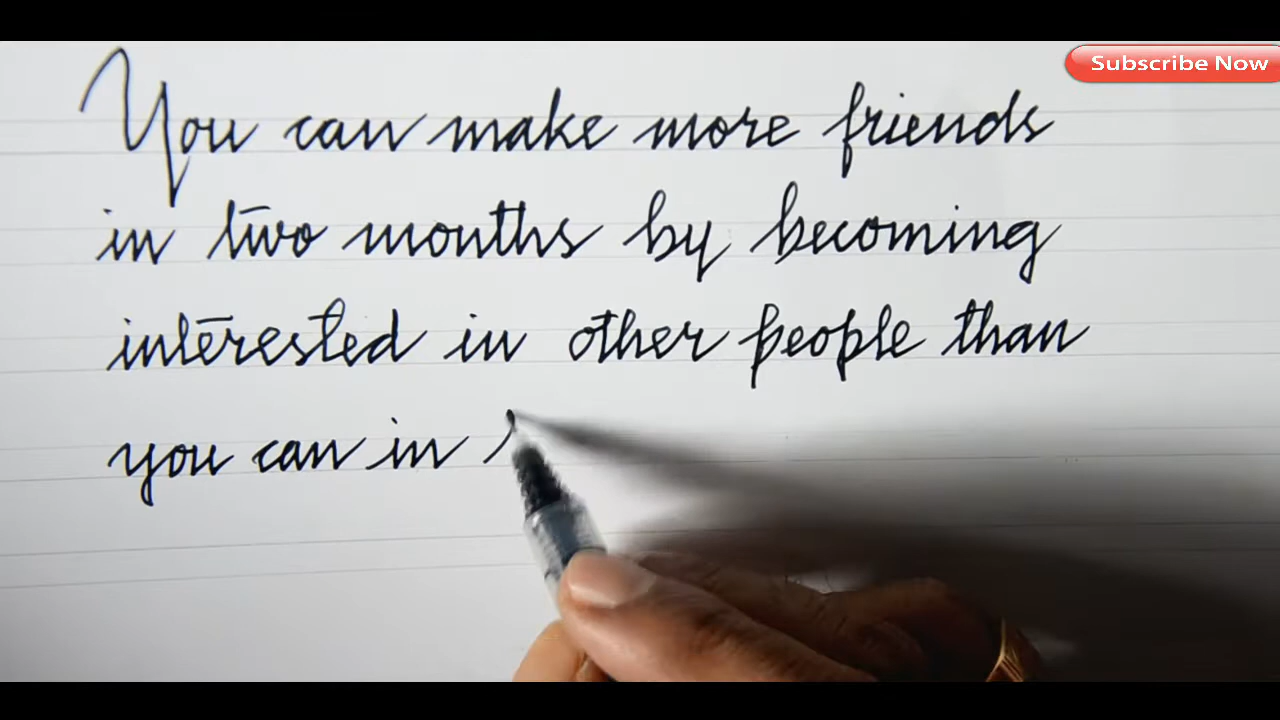 Subscribe Now
You can make more friends
in two months by becoming
interested in other people than
you can in